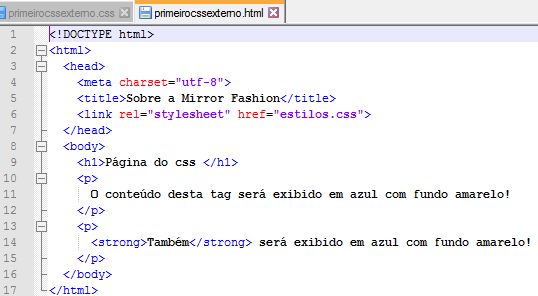 primeirocssexterno.css primeirocssexterno.html
1 <!DOCTYPE html>
2 <html>
3 <head>
4 <meta charset="utf-8">
5 <title>Sobre a Mirror Fashion</title>
6 <link rel="stylesheet" href="estilos.css">
7 </head>
8 <body>
9 <h1>Página do css </h1>
10 <p>
11 O conteúdo desta tag será exibido em azul com fundo amarelo!
12 </p>
13 <p>
14 <strong>Também</strong> será exibido em azul com fundo amarelo!
15 </p>
16 </body>
17 </html>